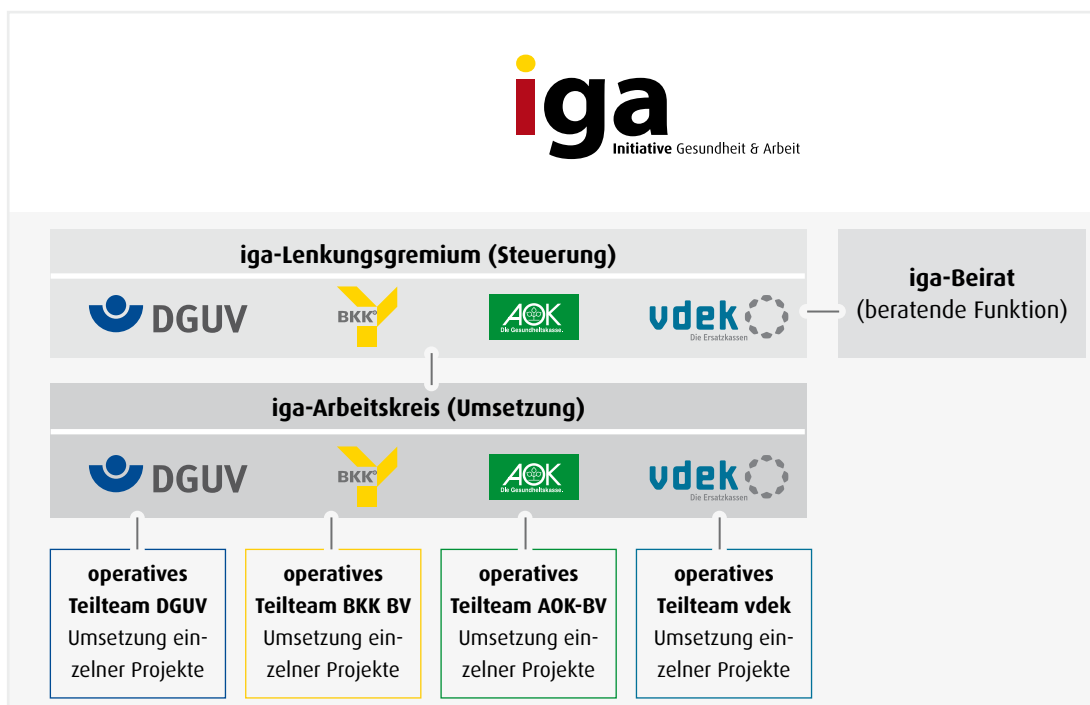 iga
Initiative Gesundheit & Arbeit
iga-Lenkungsgremium (Steuerung)
DGUV
BKK®
AOK
Die Gesundheitskasse.
vdek
Die Ersatzkassen
iga-Beirat
(beratende Funktion)
iga-Arbeitskreis (Umsetzung)
DGUV
BKK®
AOK
Die Gesundheitskasse.
vdek
Die Ersatzkassen
operatives
Teilteam DGUV
Umsetzung ein-
zelner Projekte
operatives
Teilteam BKK BV
Umsetzung ein-
zelner Projekte
operatives
Teilteam AOK-BV
Umsetzung ein-
zelner Projekte
operatives
Teilteam vdek
Umsetzung ein-
zelner Projekte